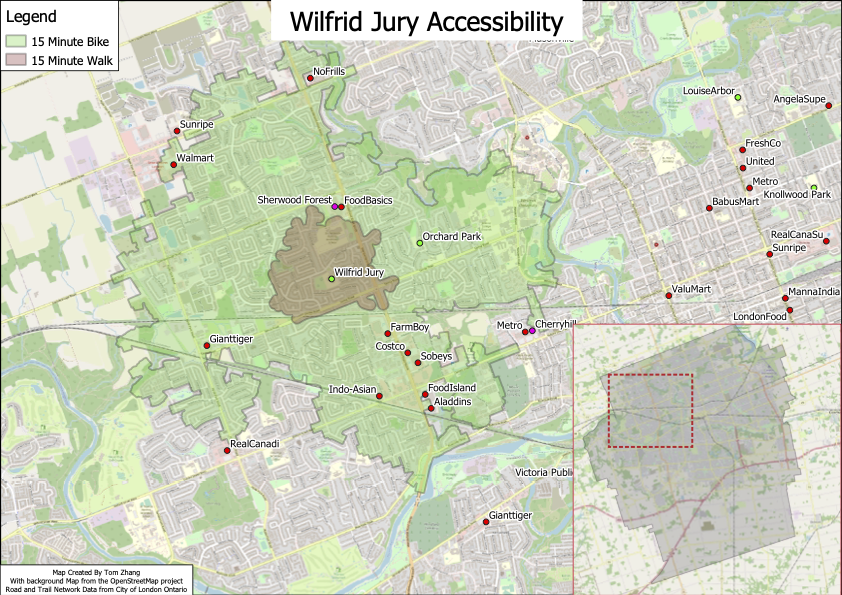 Legend
15 Minute Bike
15 Minute Walk
Wilfrid Jury Accessibility
NoFrills
LouiseArbor
AngelaSupe
Sunripe
Walmart
FreshCo
United
Metro
Knollwood Park
BabusMart
Sherwood Forest
FoodBasics
Orchard Park
RealCanaSu
Sunripe
Wilfrid Jury
ValuMart
MannaIndia
LondonFood
Metro
Cherryhill
FarmBoy
Gianttiger
Costco
Sobeys
Indo-Asian
FoodIsland
Aladdins
RealCanadi
Victoria Publi
Gianttiger
Map Created By Tom Zhang
With background Map from the OpenStreetMap project
Road and Trail Network Data from City of London Ontario